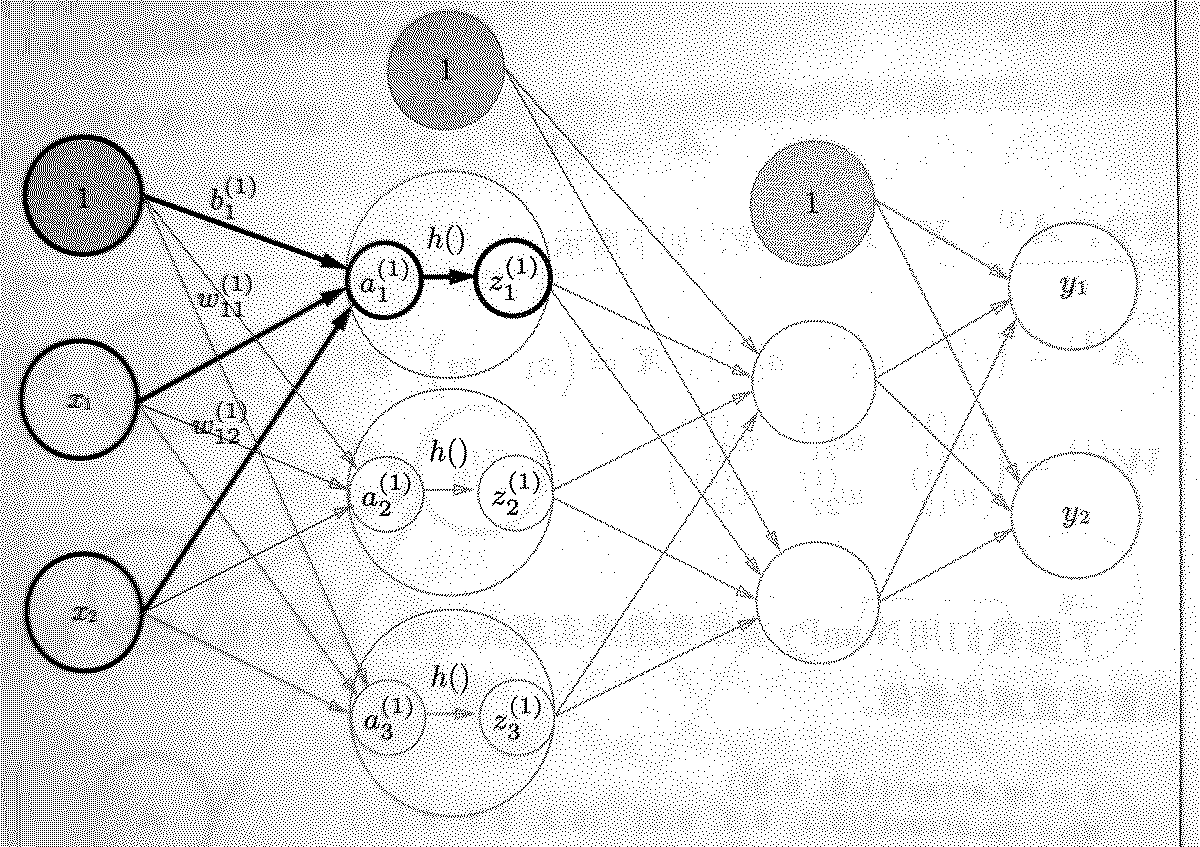 1
1
1
b_1^{(1)}
w_{11}^{(1)}
w_{12}^{(1)}
x_1
x_2
a_1^{(1)} h() z_1^{(1)}
a_2^{(1)} h() z_2^{(1)}
a_3^{(1)} h() z_3^{(1)}
y_1
y_2